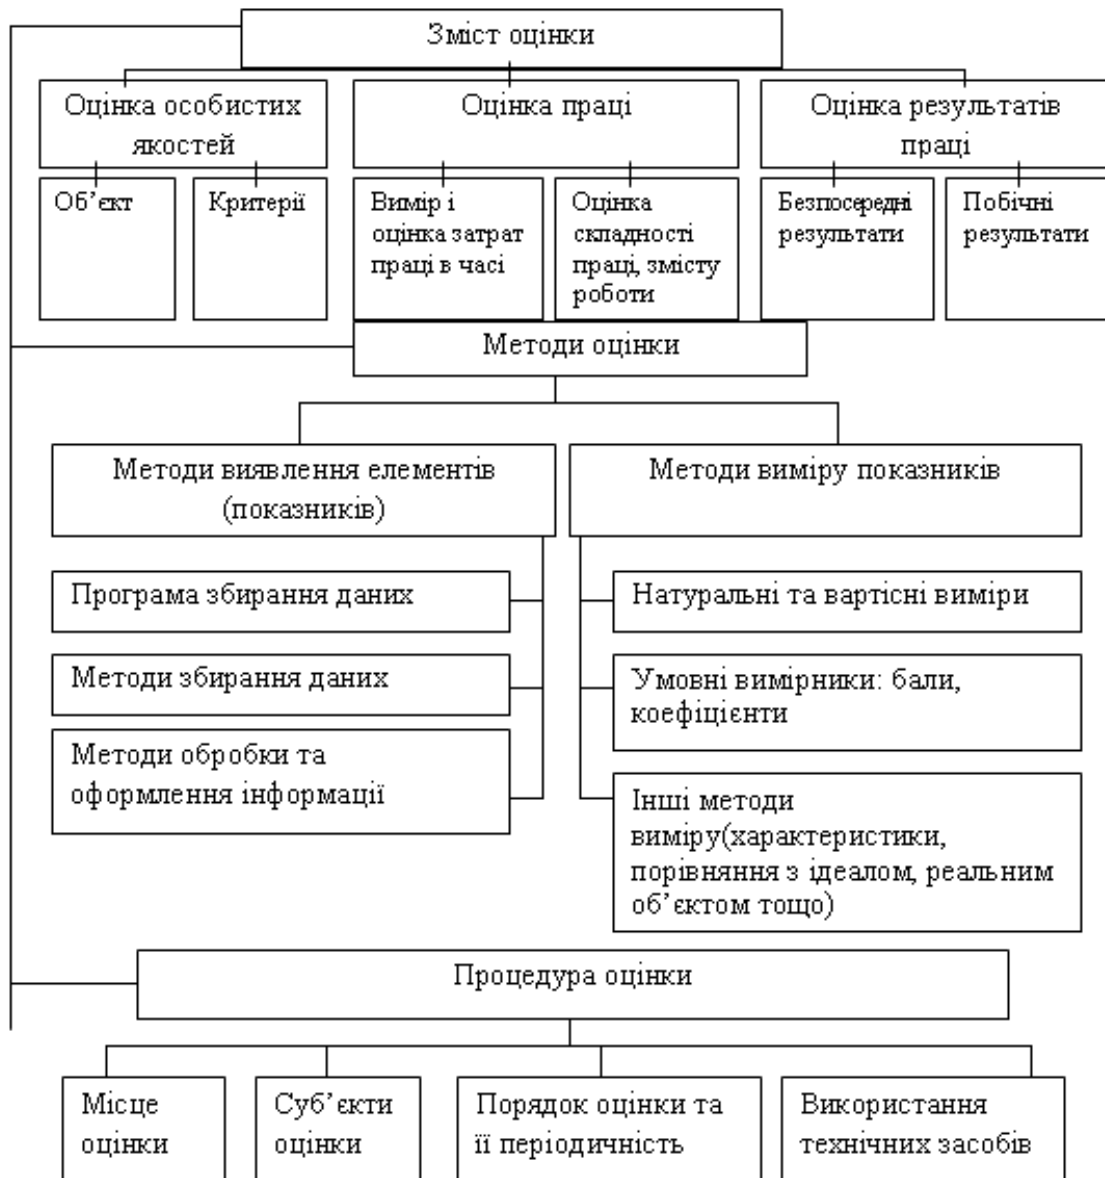 Зміст оцінки
Оцінка особистих
якостей
Оцінка праці
Оцінка результатів
праці
Об’єкт
Критерії
Вимір і
оцінка затрат
праці в часі
Оцінка
складності
праці, змісту
роботи
Безпосередні
результати
Побічні
результати
Методи оцінки
Методи виявлення елементів
(показників)
Методи виміру показників
Програма збирання даних
Методи збирання даних
Методи обробки та
оформлення інформації
Натуральні та вартісні виміри
Умовні вимірники: бали,
коефіцієнти
Інші методи
виміру(характеристики,
порівняння з ідеалом, реальним
об’єктом тощо)
Процедура оцінки
Місце
оцінки
Суб’єкти
оцінки
Порядок оцінки та
її періодичність
Використання
технічних засобів